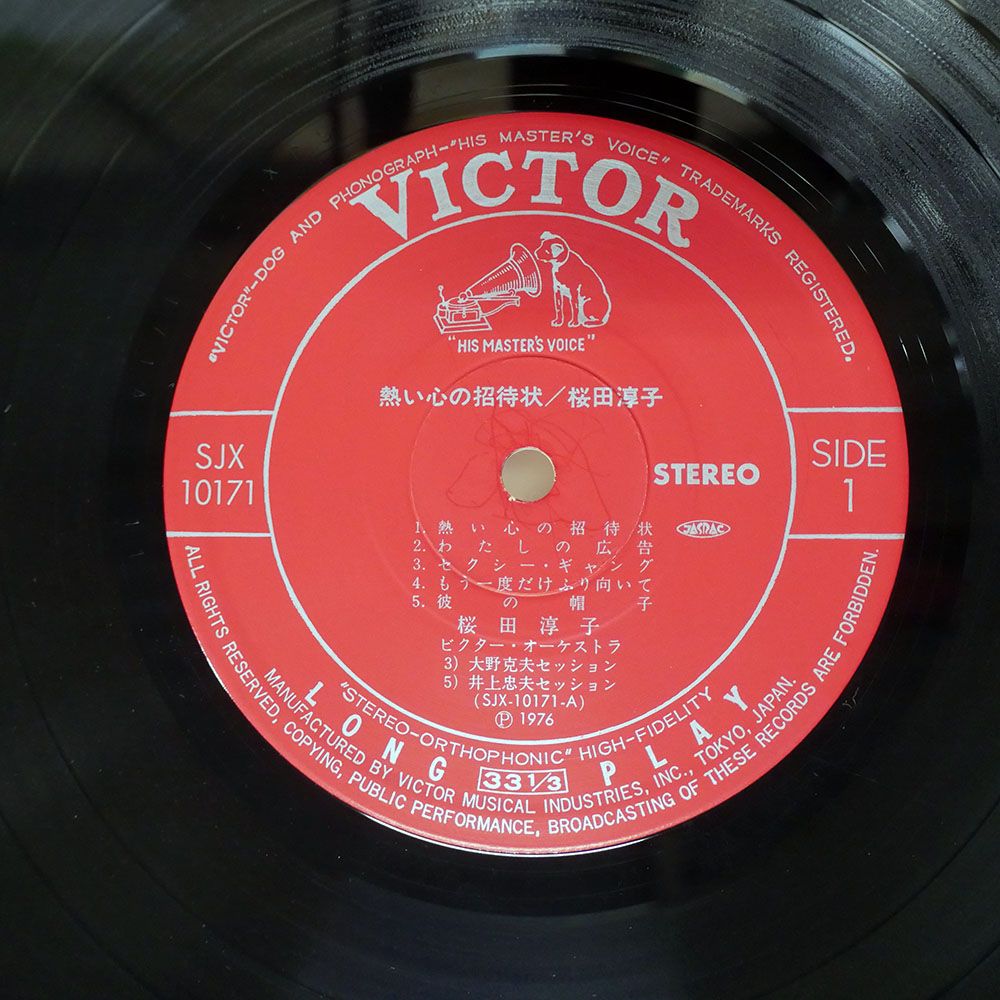 "VICTOR"-DOG AND PHONOGRAPH-"HIS MASTER'S VOICE" TRADEMARKS REGISTERED.
VICTOR
"HIS MASTER'S VOICE"
熱い心の招待状／桜田淳子
SJX
10171
STEREO
SIDE
1
JASRAC
1. 熱い心の招待状
2. わたしの広告
3. セクシー・ギャング
4. もう一度だけふり向いて
5. 彼の帽子
桜田淳子
ビクター・オーケストラ
3) 大野克夫セッション
5) 井上忠夫セッション
(SJX-10171-A)
Ⓟ 1976
"STEREO-ORTHOPHONIC" HIGH-FIDELITY
LONG 33 1/3 PLAY
MANUFACTURED BY VICTOR MUSICAL INDUSTRIES, INC., TOKYO, JAPAN.
ALL RIGHTS RESERVED, COPYING, PUBLIC PERFORMANCE, BROADCASTING OF THESE RECORDS ARE FORBIDDEN.